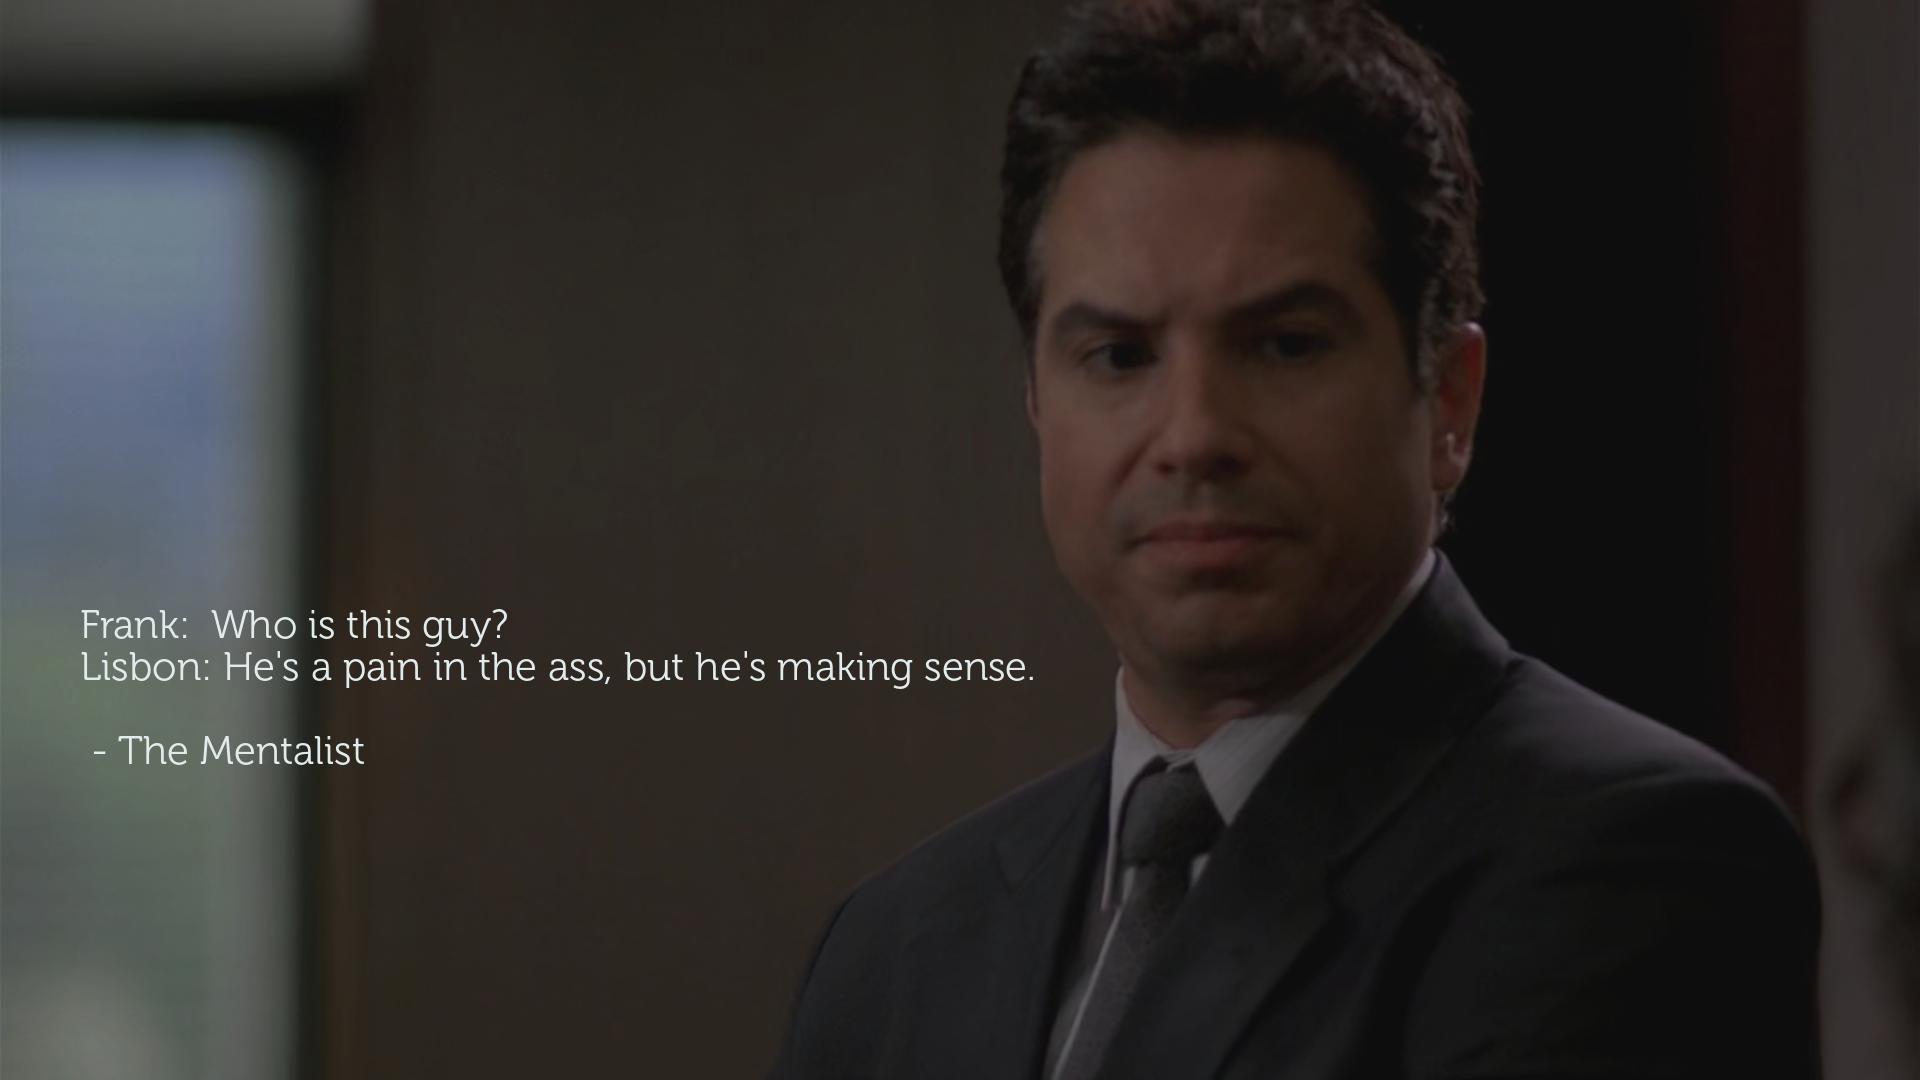 Frank:  Who is this guy?
Lisbon: He's a pain in the ass, but he's making sense.
- The Mentalist